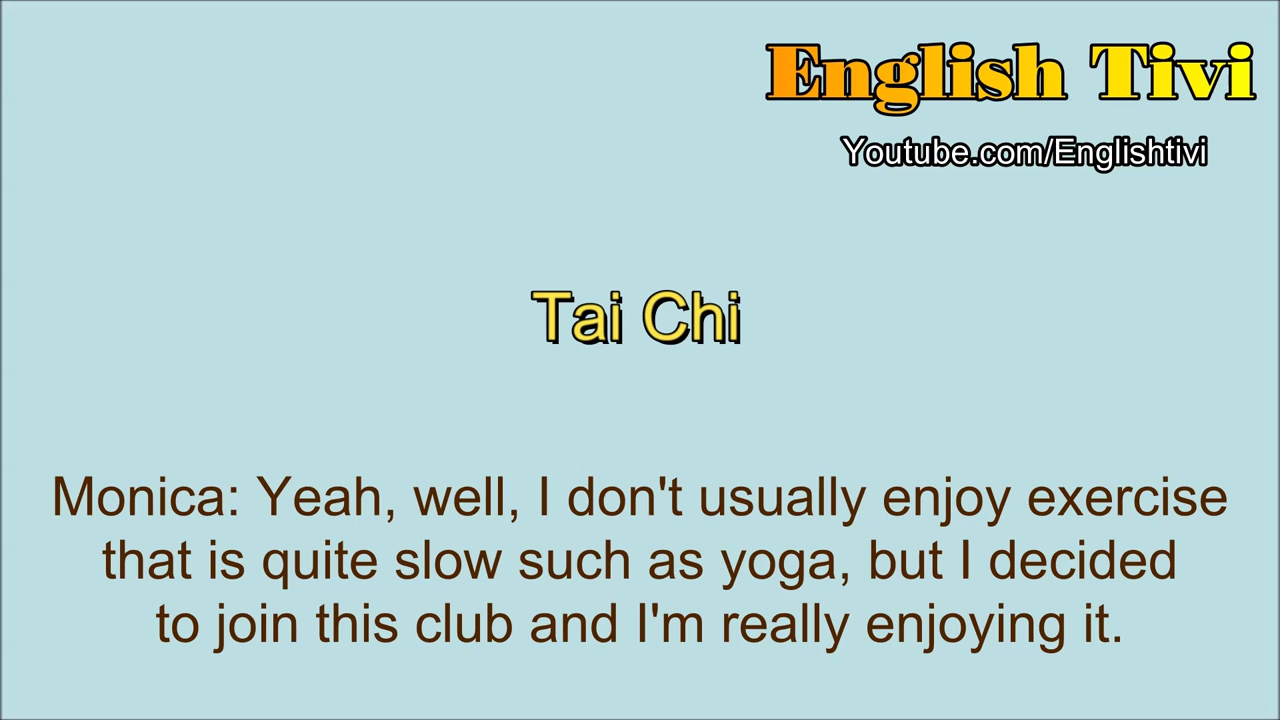 English Tivi
Youtube.com/Englishtivi
Tai Chi
Monica: Yeah, well, I don't usually enjoy exercise
that is quite slow such as yoga, but I decided
to join this club and I'm really enjoying it.